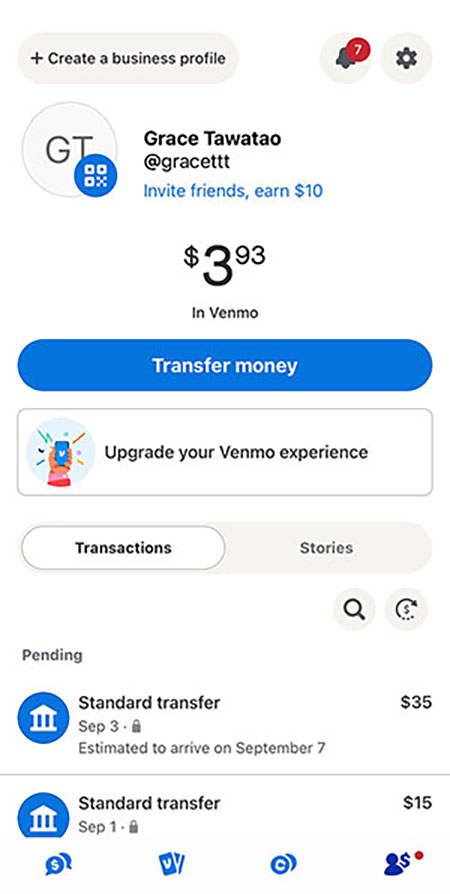 + Create a business profile
7
GT
Grace Tawatao
@gracettt
Invite friends, earn $10
$3.93
In Venmo
Transfer money
Upgrade your Venmo experience
Transactions
Stories
Pending
Standard transfer
$35
Sep 3 ·
Estimated to arrive on September 7
Standard transfer
$15
Sep 1 ·